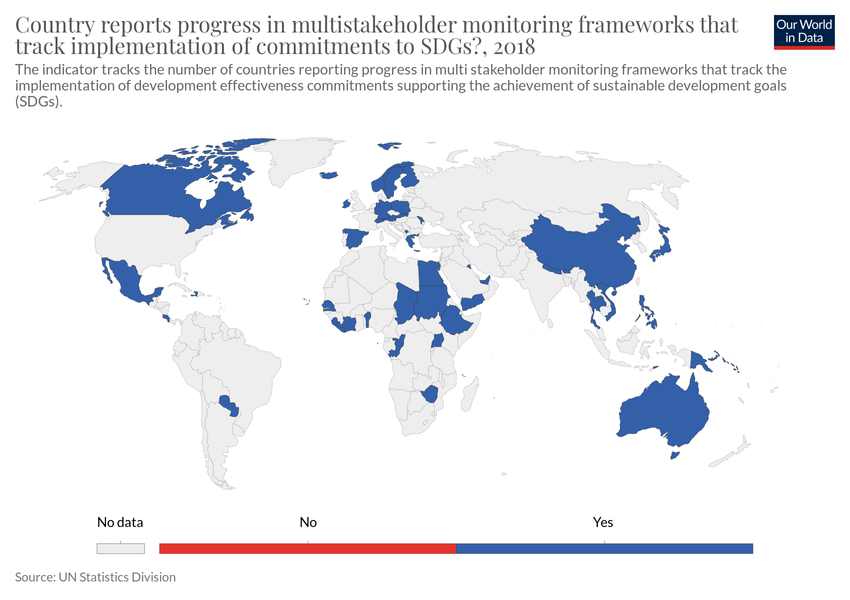 Country reports progress in multistakeholder monitoring frameworks that
track implementation of commitments to SDGs?, 2018
Our World
in Data
The indicator tracks the number of countries reporting progress in multi stakeholder monitoring frameworks that track the
implementation of development effectiveness commitments supporting the achievement of sustainable development goals
(SDGs).
No data
No
Yes
Source: UN Statistics Division